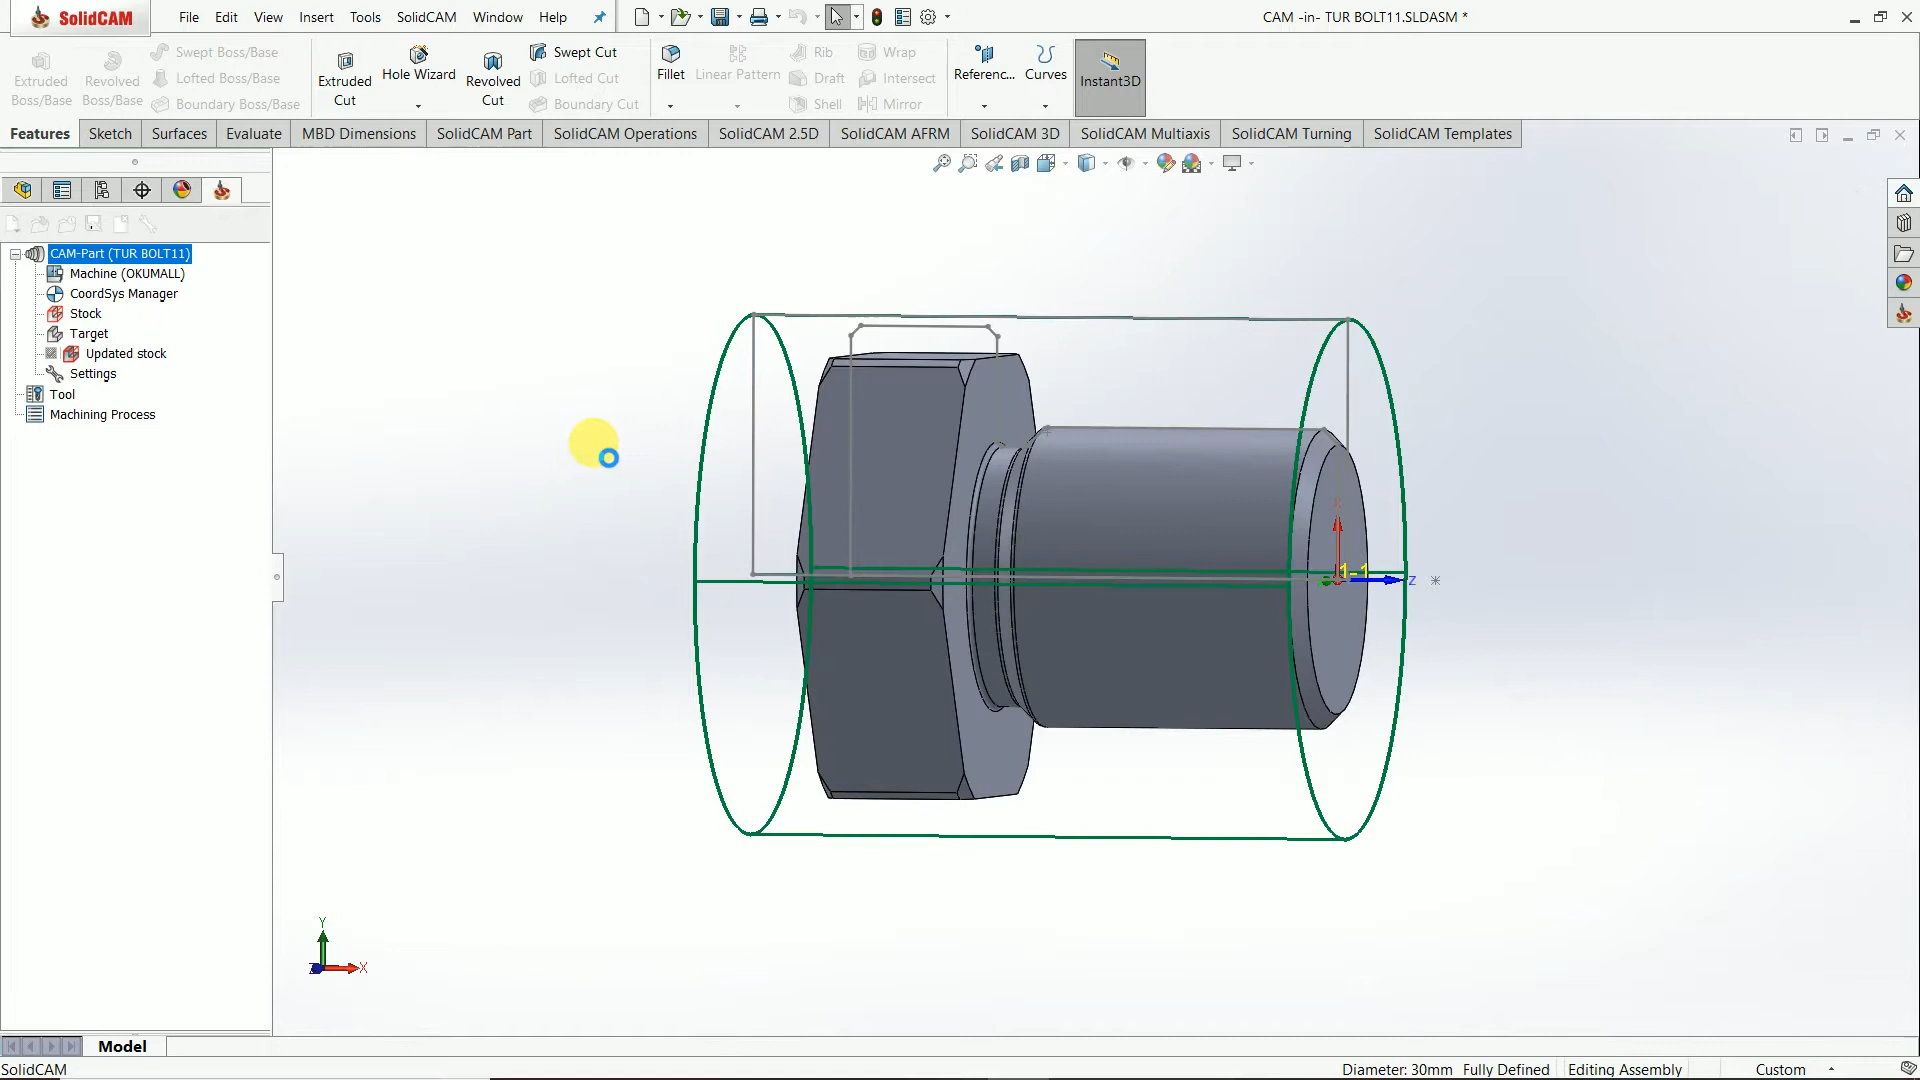 SolidCAM File Edit View Insert Tools SolidCAM Window Help CAM -in- TUR BOLT11.SLDASM *
Extruded Boss/Base
Revolved Boss/Base
Swept Boss/Base
Lofted Boss/Base
Boundary Boss/Base
Extruded Cut
Hole Wizard
Revolved Cut
Swept Cut
Lofted Cut
Boundary Cut
Fillet
Linear Pattern
Rib
Draft
Shell
Wrap
Intersect
Mirror
Referenc...
Curves
Instant3D
Features Sketch Surfaces Evaluate MBD Dimensions SolidCAM Part SolidCAM Operations SolidCAM 2.5D SolidCAM AFRM SolidCAM 3D SolidCAM Multiaxis SolidCAM Turning SolidCAM Templates
CAM-Part (TUR BOLT11)
Machine (OKUMALL)
CoordSys Manager
Stock
Target
Updated stock
Settings
Tool
Machining Process
1-1
Z
Y
X
Z
Model
SolidCAM Diameter: 30mm Fully Defined Editing Assembly Custom